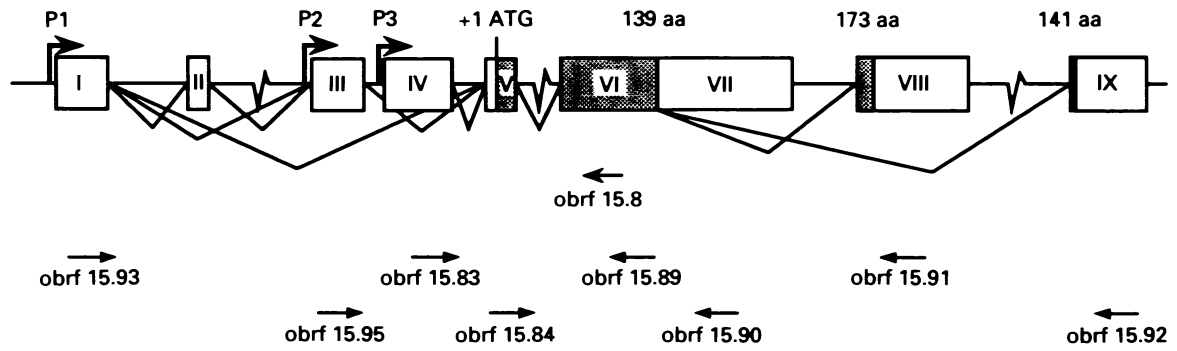 P1 P2 P3 +1 ATG 139 aa 173 aa 141 aa
I II III IV V VI VII VIII IX
obrf 15.8
obrf 15.93 obrf 15.83 obrf 15.89 obrf 15.91
obrf 15.95 obrf 15.84 obrf 15.90 obrf 15.92